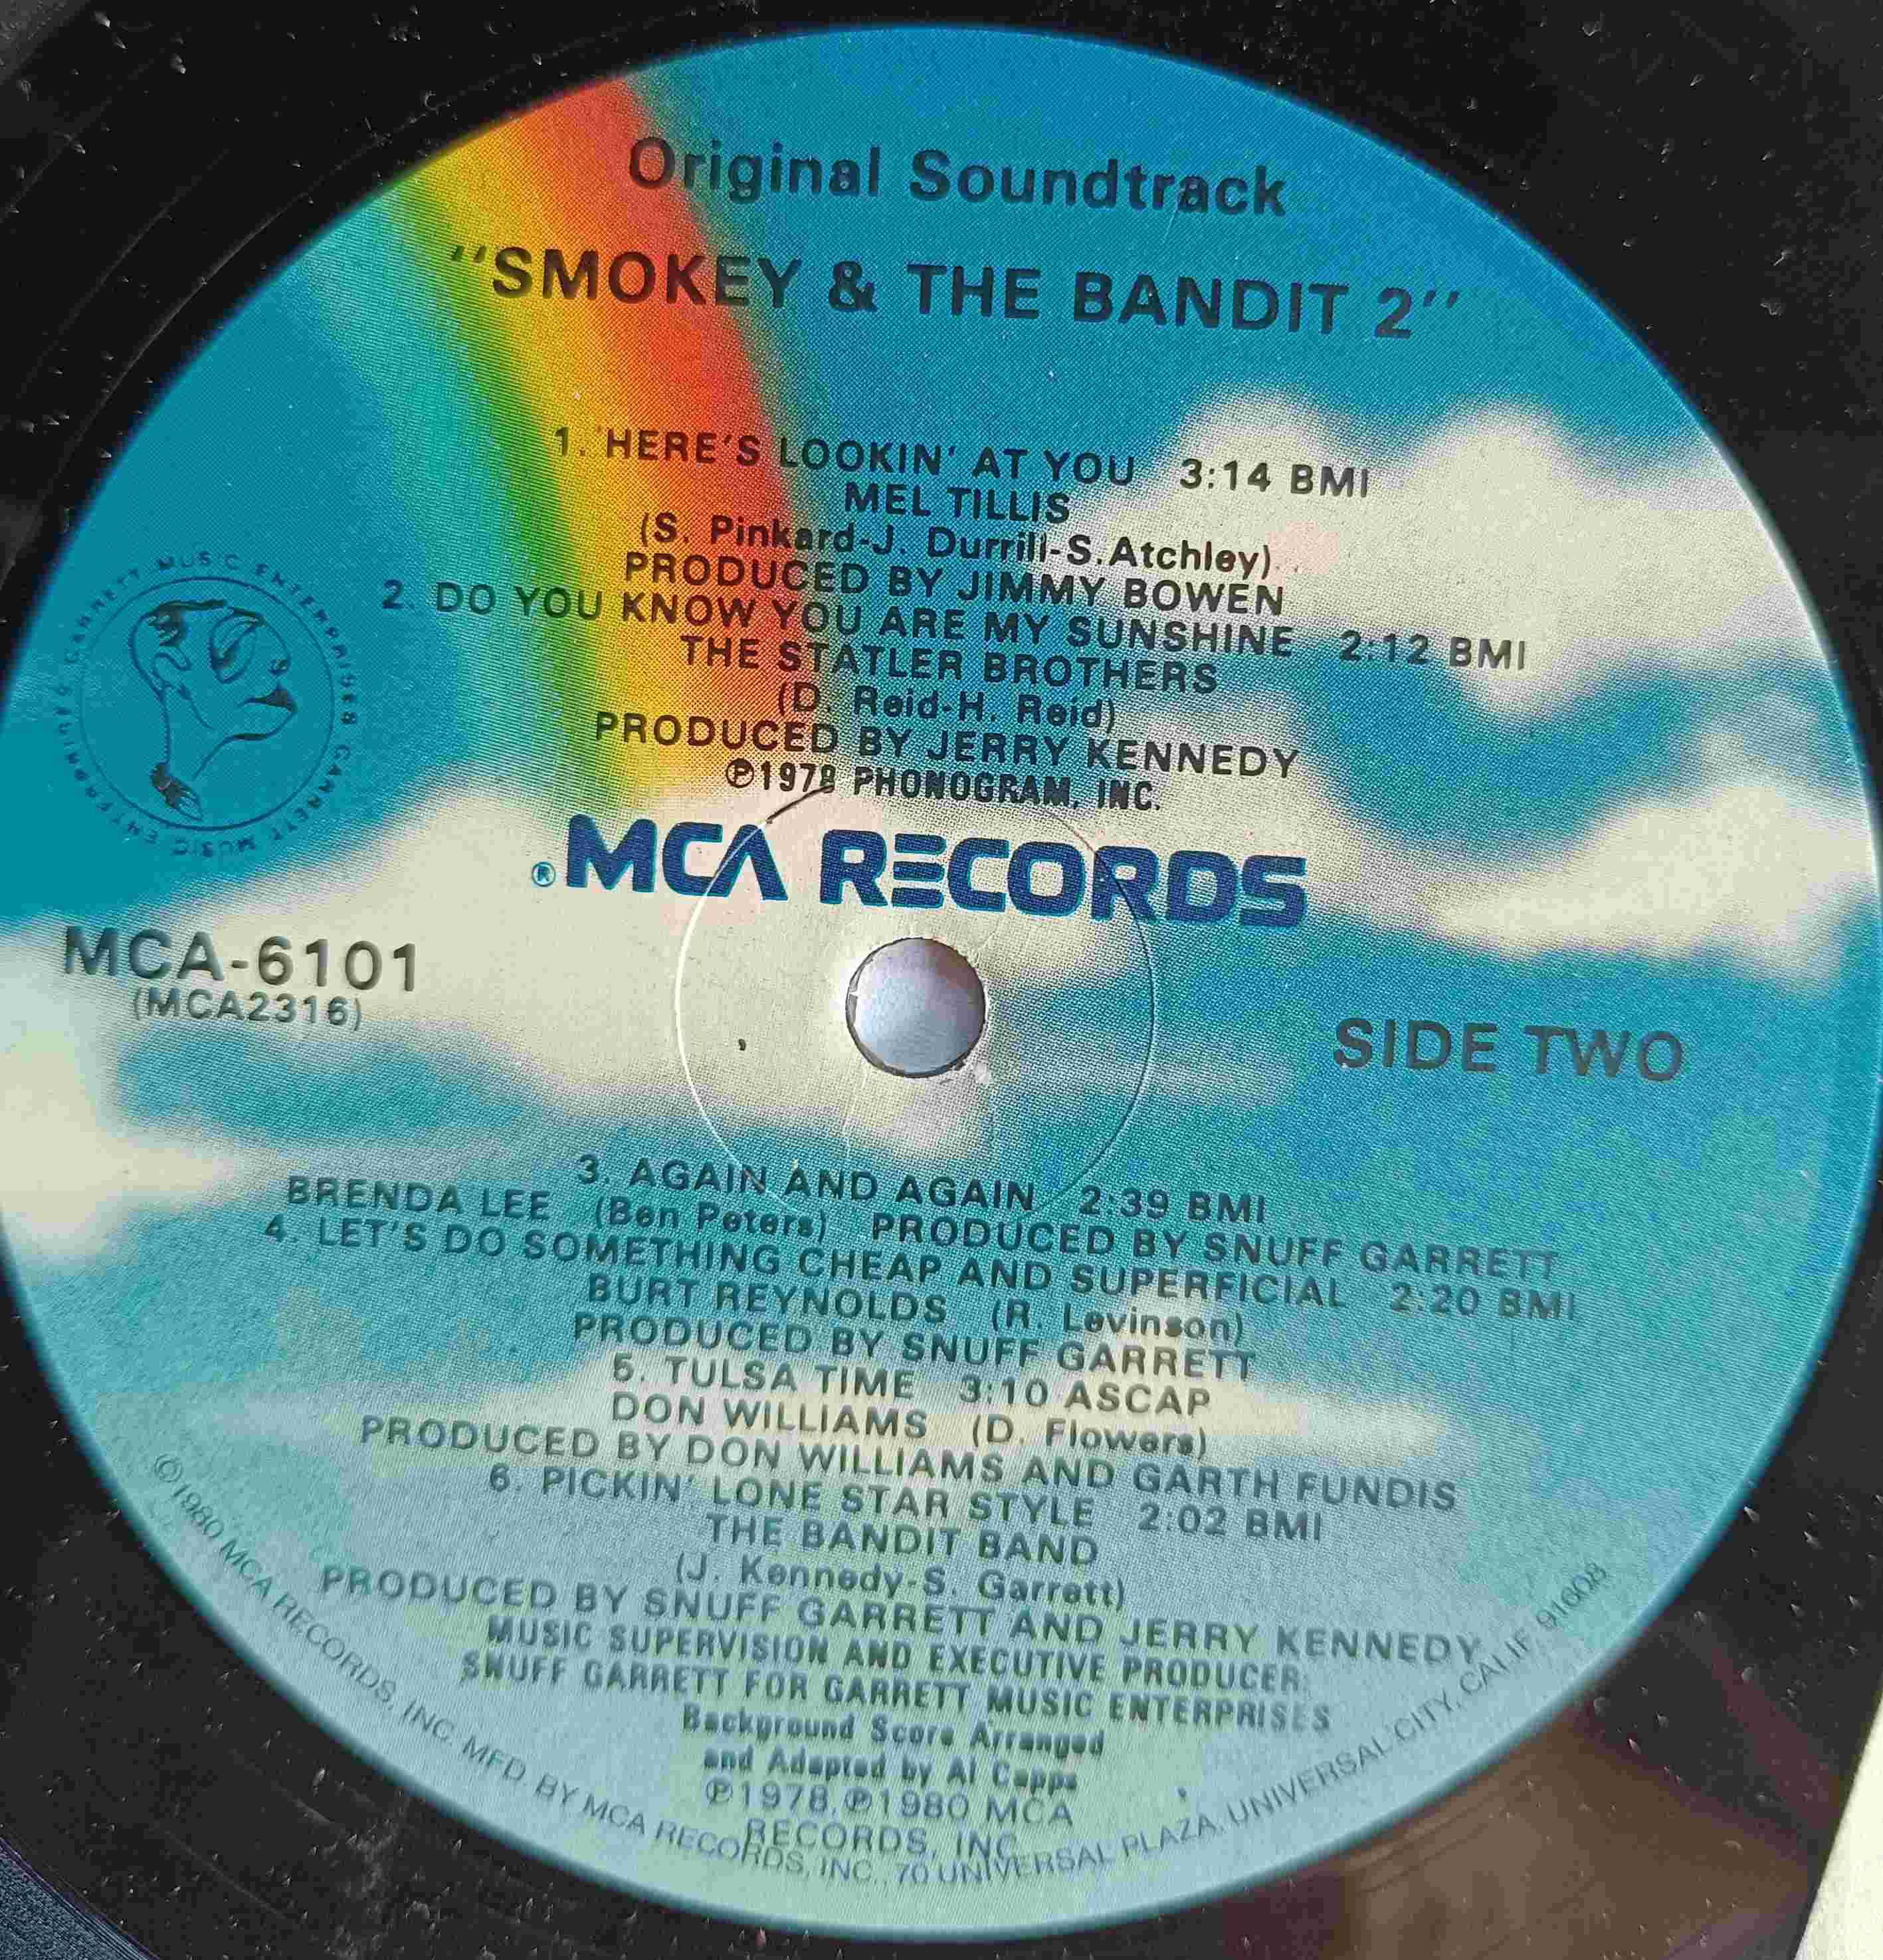 Original Soundtrack
"SMOKEY & THE BANDIT 2"
1. HERE'S LOOKIN' AT YOU 3:14 BMI
MEL TILLIS
(S. Pinkard-J. Durrill-S.Atchley)
PRODUCED BY JIMMY BOWEN
2. DO YOU KNOW YOU ARE MY SUNSHINE 2:12 BMI
THE STATLER BROTHERS
(D. Reid-H. Reid)
PRODUCED BY JERRY KENNEDY
℗1978 PHONOGRAM, INC.
GARRETT MUSIC ENTERPRISES GARRETT MUSIC ENTERPRISES
® MCA RECORDS
MCA-6101
(MCA2316)
SIDE TWO
3. AGAIN AND AGAIN 2:39 BMI
BRENDA LEE (Ben Peters) PRODUCED BY SNUFF GARRETT
4. LET'S DO SOMETHING CHEAP AND SUPERFICIAL 2:20 BMI
BURT REYNOLDS (R. Levinson)
PRODUCED BY SNUFF GARRETT
5. TULSA TIME 3:10 ASCAP
DON WILLIAMS (D. Flowers)
PRODUCED BY DON WILLIAMS AND GARTH FUNDIS
6. PICKIN' LONE STAR STYLE 2:02 BMI
THE BANDIT BAND
(J. Kennedy-S. Garrett)
PRODUCED BY SNUFF GARRETT AND JERRY KENNEDY
MUSIC SUPERVISION AND EXECUTIVE PRODUCER:
SNUFF GARRETT FOR GARRETT MUSIC ENTERPRISES
Background Score Arranged
and Adapted by Al Capps
℗1978,℗1980 MCA
RECORDS, INC.
©1980 MCA RECORDS, INC. MFD. BY MCA RECORDS, INC., 70 UNIVERSAL PLAZA, UNIVERSAL CITY, CALIF. 91608